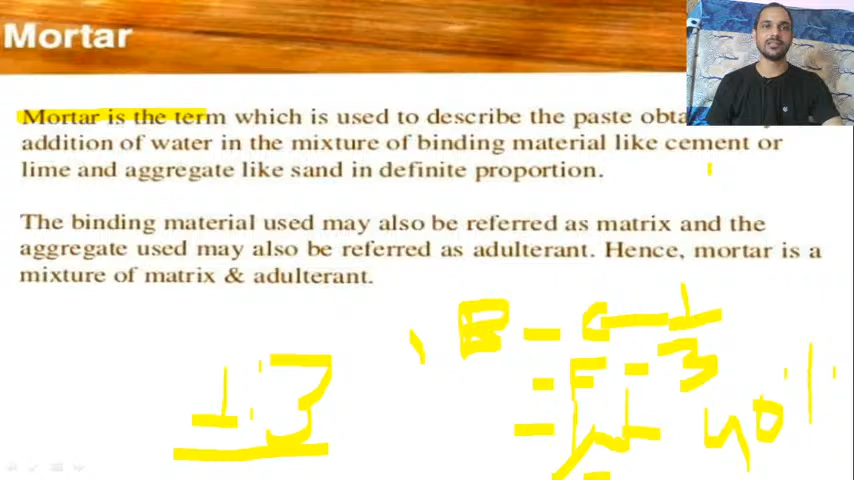 Mortar
Mortar is the term which is used to describe the paste
addition of water in the mixture of binding material like cement or
lime and aggregate like sand in definite proportion.
The binding material used may also be referred as matrix and the
aggregate used may also be referred as adulterant. Hence, mortar is a
mixture of matrix & adulterant.
1:3